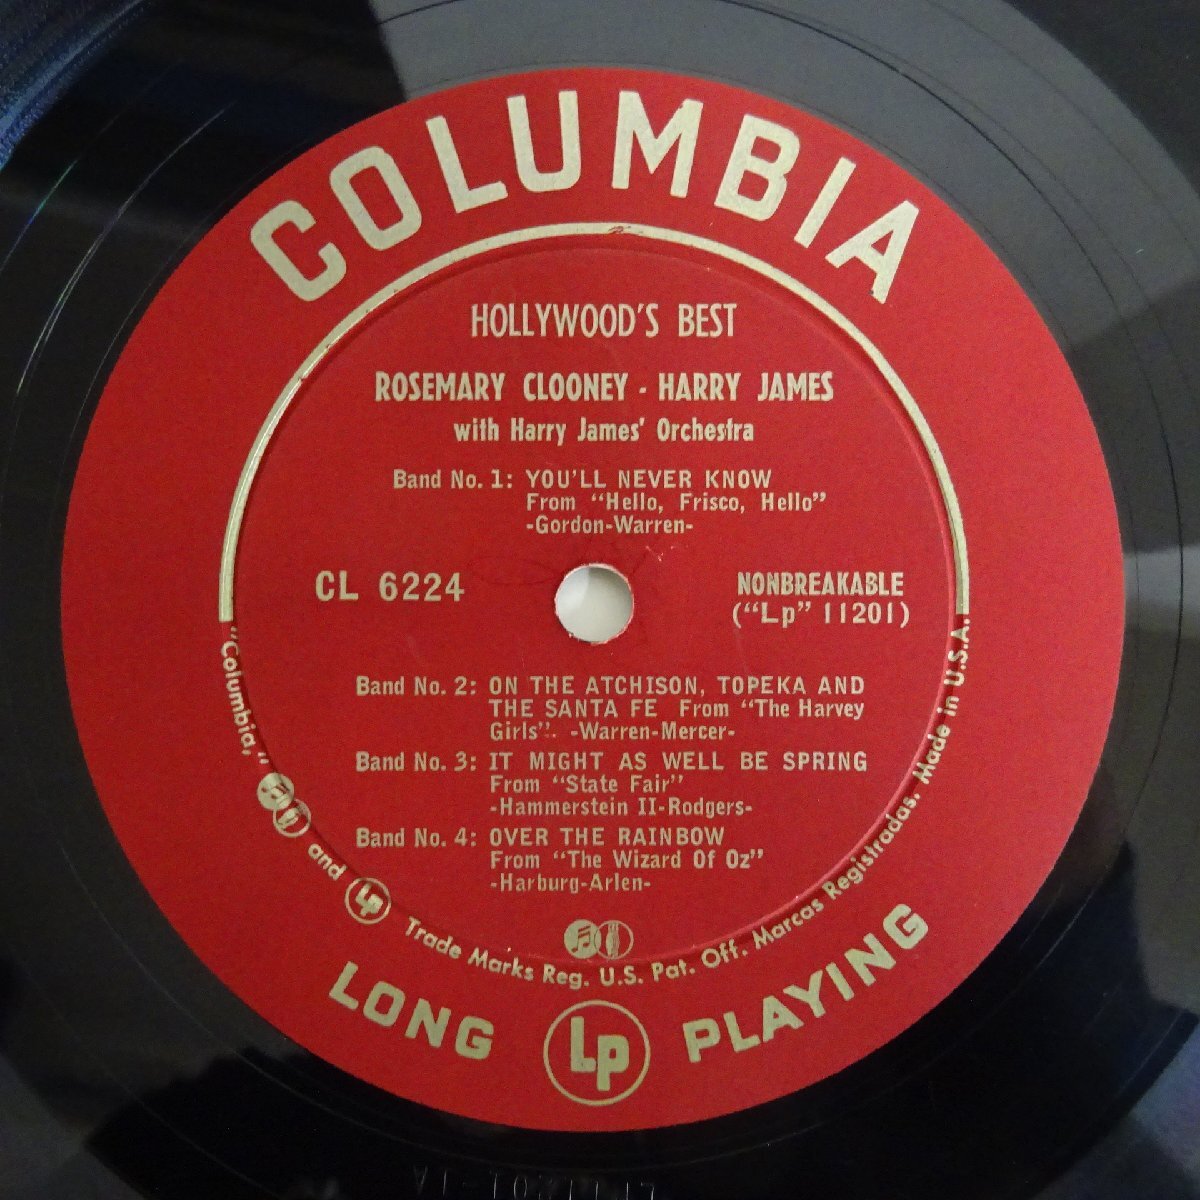 COLUMBIA
HOLLYWOOD'S BEST
ROSEMARY CLOONEY - HARRY JAMES
with Harry James' Orchestra
Band No. 1: YOU'LL NEVER KNOW
From "Hello, Frisco, Hello"
-Gordon-Warren-
CL 6224
NONBREAKABLE
("Lp" 11201)
Band No. 2: ON THE ATCHISON, TOPEKA AND
THE SANTA FE From "The Harvey
Girls". -Warren-Mercer-
Band No. 3: IT MIGHT AS WELL BE SPRING
From "State Fair"
-Hammerstein II-Rodgers-
Band No. 4: OVER THE RAINBOW
From "The Wizard Of Oz"
-Harburg-Arlen-
"Columbia," and Lp Trade Marks Reg. U.S. Pat. Off. Marcas Registradas. Made in U.S.A.
LONG Lp PLAYING